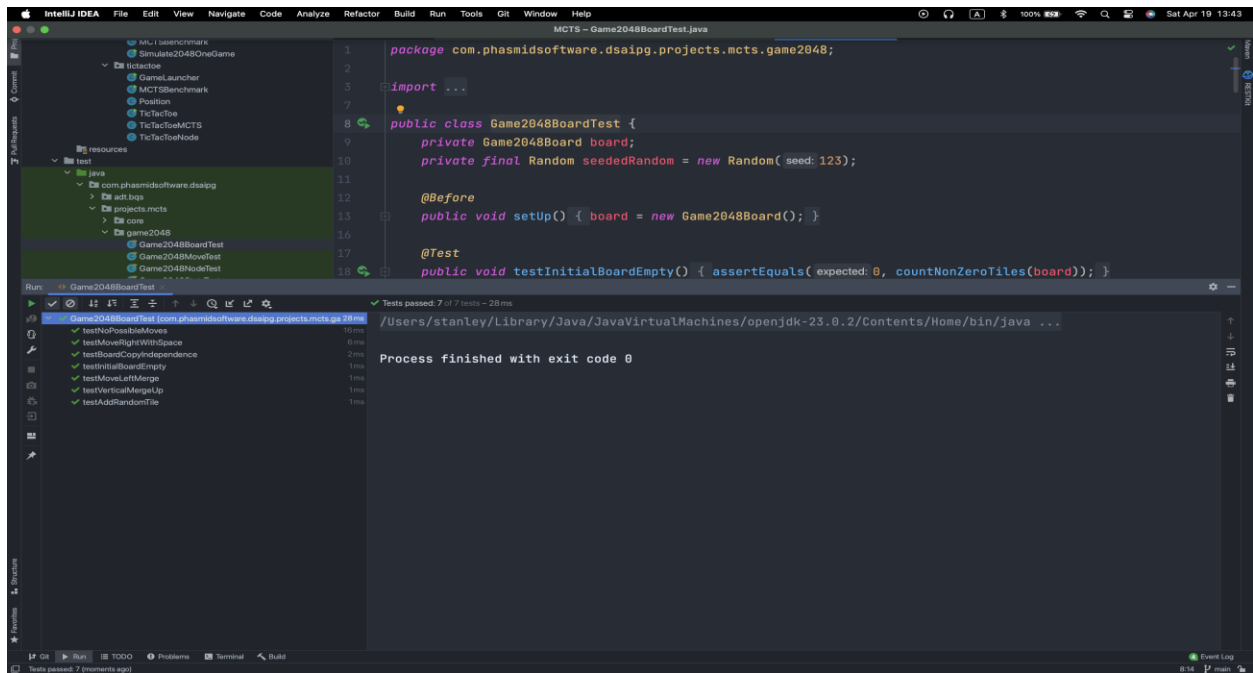 IntelliJ IDEA File Edit View Navigate Code Analyze Refactor Build Run Tools Git Window Help 100% Sat Apr 19 13:43
MCTS – Game2048BoardTest.java
MCTSBenchmark
Simulate2048OneGame
tictactoe
GameLauncher
MCTSBenchmark
Position
TicTacToe
TicTacToeMCTS
TicTacToeNode
resources
test
java
com.phasmidsoftware.dsaipg
adt.bqs
projects.mcts
core
game2048
Game2048BoardTest
Game2048MoveTest
Game2048NodeTest
Commit
Pull Requests
Maven
RESTKit
1 package com.phasmidsoftware.dsaipg.projects.mcts.game2048;
2
3 import ...
7
8 public class Game2048BoardTest {
9 private Game2048Board board;
10 private final Random seededRandom = new Random( seed: 123);
11
12 @Before
13 public void setUp() { board = new Game2048Board(); }
16
17 @Test
18 public void testInitialBoardEmpty() { assertEquals( expected: 0, countNonZeroTiles(board)); }
Run: Game2048BoardTest
Tests passed: 7 of 7 tests – 28 ms
Game2048BoardTest (com.phasmidsoftware.dsaipg.projects.mcts.ga 28 ms
testNoPossibleMoves 16 ms
testMoveRightWithSpace 6 ms
testBoardCopyIndependence 2 ms
testInitialBoardEmpty 1 ms
testMoveLeftMerge 1 ms
testVerticalMergeUp 1 ms
testAddRandomTile 1 ms
/Users/stanley/Library/Java/JavaVirtualMachines/openjdk-23.0.2/Contents/Home/bin/java ...
Process finished with exit code 0
Structure
Favorites
Git Run TODO Problems Terminal Build Event Log
Tests passed: 7 (moments ago) 8:14 main